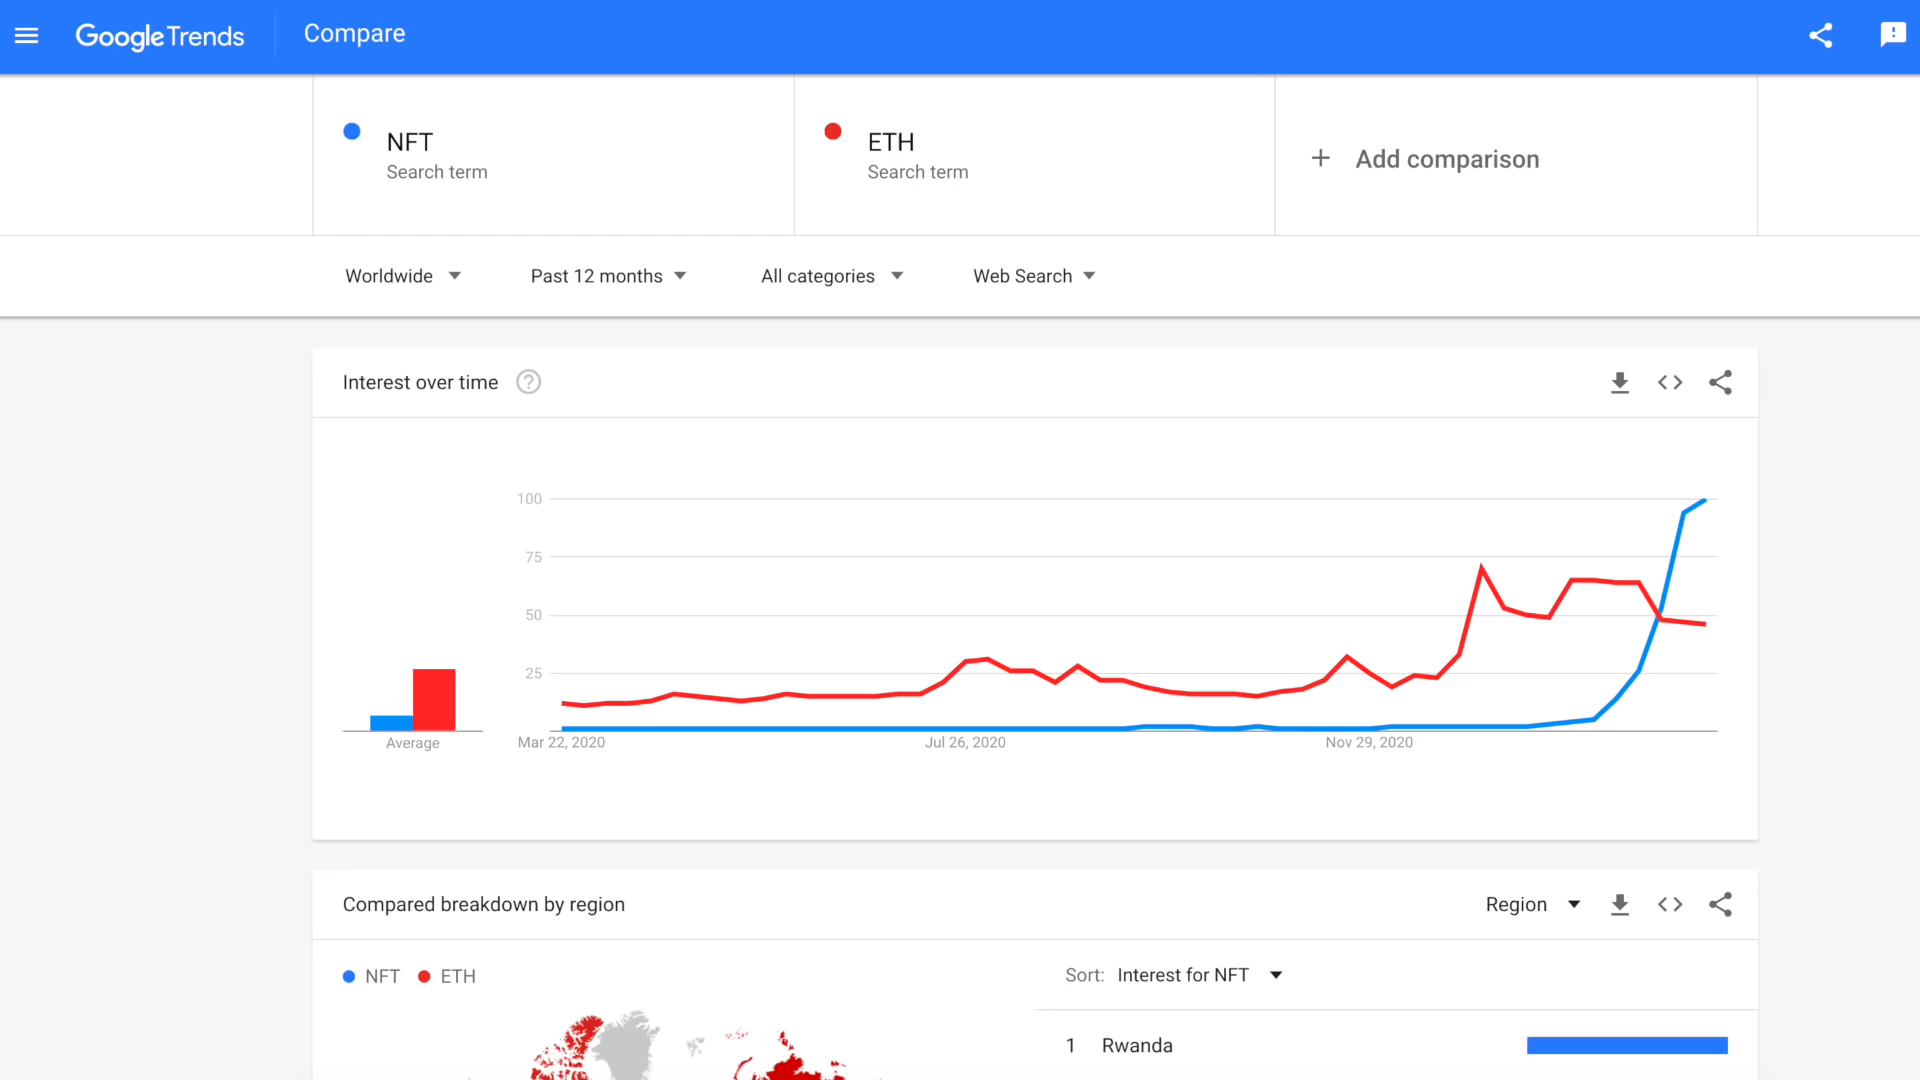 Google Trends Compare
NFT
Search term
ETH
Search term
+ Add comparison
Worldwide Past 12 months All categories Web Search
Interest over time ?
100
75
50
25
Average
Mar 22, 2020 Jul 26, 2020 Nov 29, 2020
Compared breakdown by region Region
NFT ETH
Sort: Interest for NFT
1 Rwanda